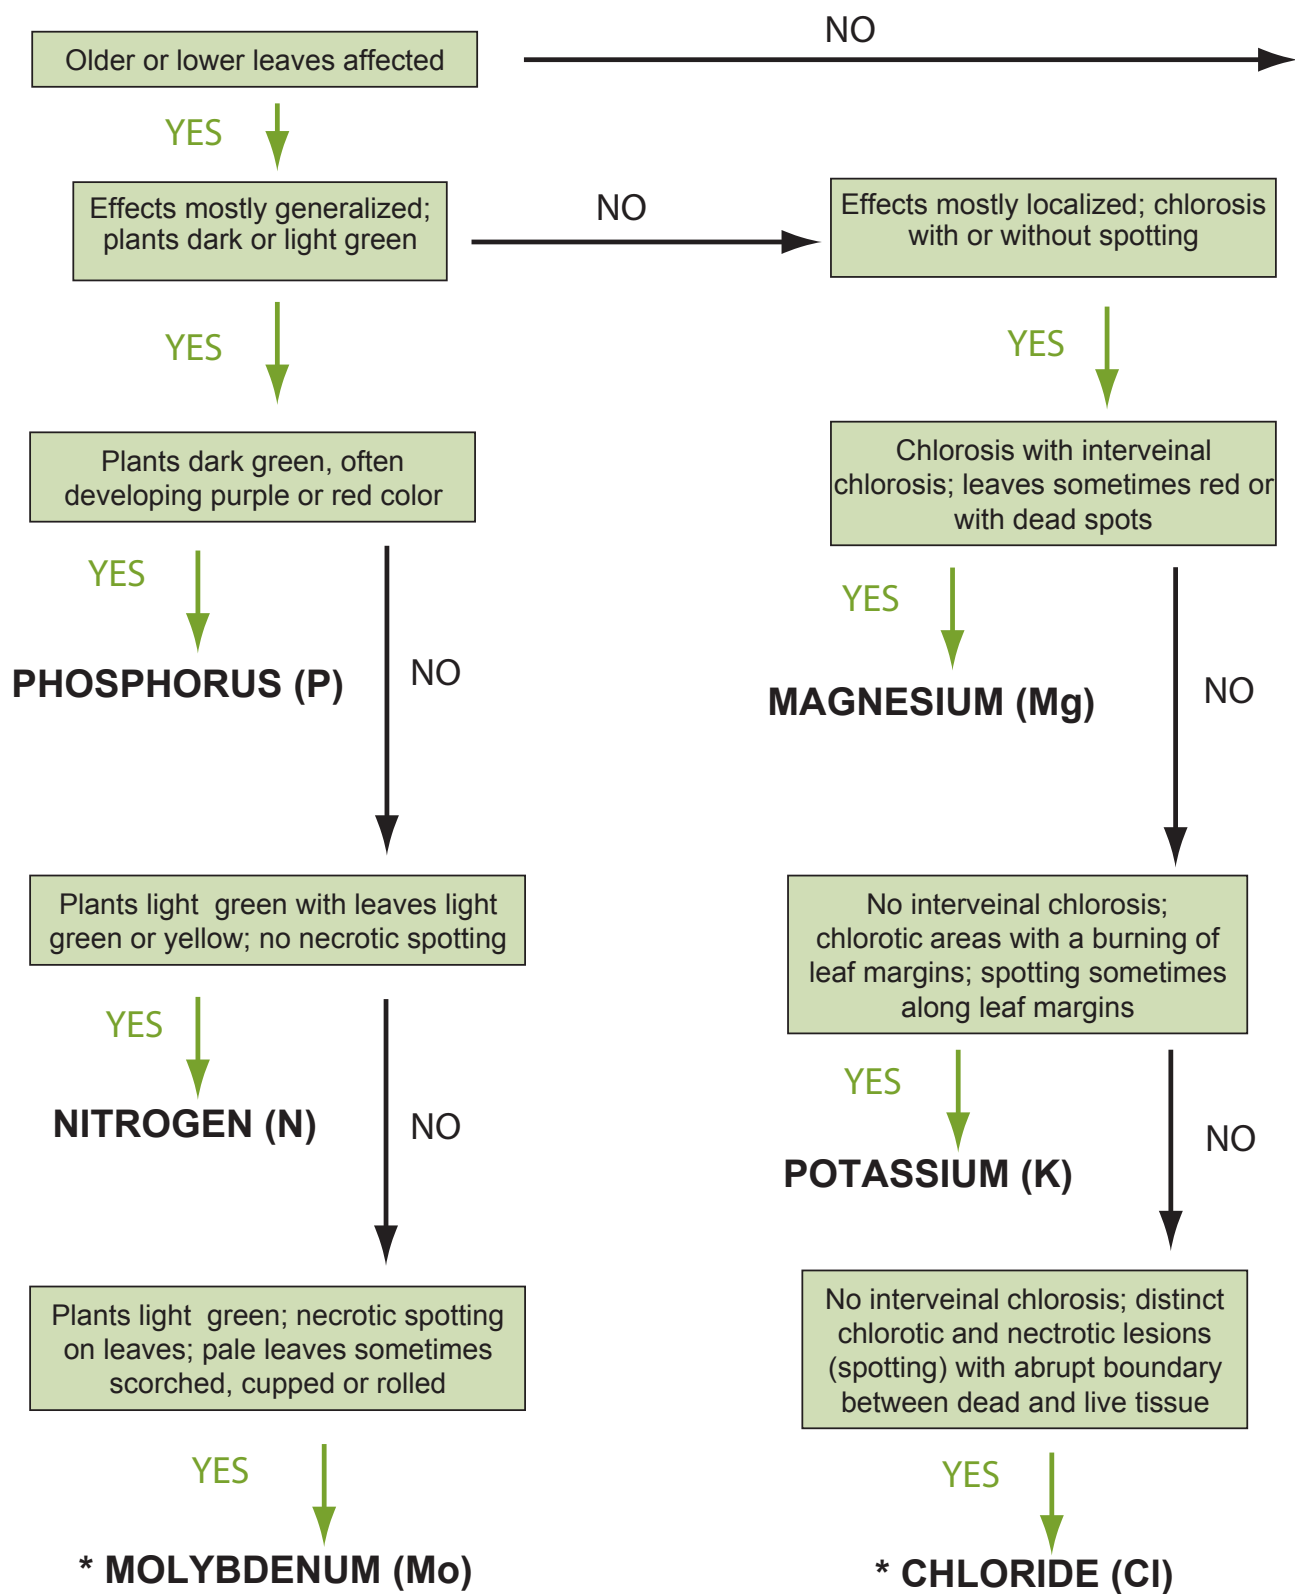 NO
Older or lower leaves affected
YES
Effects mostly generalized;
plants dark or light green
NO
Effects mostly localized; chlorosis
with or without spotting
YES
YES
Plants dark green, often
developing purple or red color
Chlorosis with interveinal
chlorosis; leaves sometimes red or
with dead spots
YES
NO
YES
NO
PHOSPHORUS (P)
MAGNESIUM (Mg)
Plants light green with leaves light
green or yellow; no necrotic spotting
No interveinal chlorosis;
chlorotic areas with a burning of
leaf margins; spotting sometimes
along leaf margins
YES
NO
YES
NO
NITROGEN (N)
POTASSIUM (K)
Plants light green; necrotic spotting
on leaves; pale leaves sometimes
scorched, cupped or rolled
No interveinal chlorosis; distinct
chlorotic and nectrotic lesions
(spotting) with abrupt boundary
between dead and live tissue
YES
YES
* MOLYBDENUM (Mo)
* CHLORIDE (Cl)